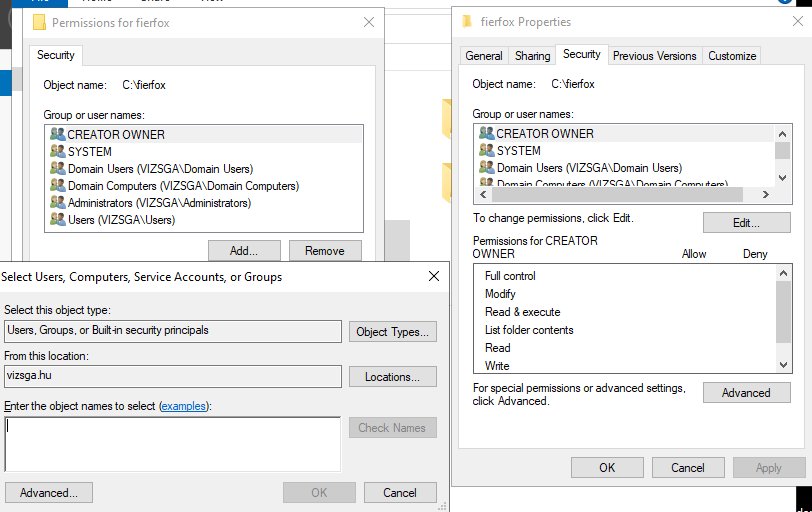 Permissions for fierfox
Security
Object name: C:\fierfox
Group or user names:
CREATOR OWNER
SYSTEM
Domain Users (VIZSGA\Domain Users)
Domain Computers (VIZSGA\Domain Computers)
Administrators (VIZSGA\Administrators)
Users (VIZSGA\Users)
Add...
Remove
Select Users, Computers, Service Accounts, or Groups
Select this object type:
Users, Groups, or Built-in security principals
Object Types...
From this location:
vizsga.hu
Locations...
Enter the object names to select (examples):
Check Names
Advanced...
OK
Cancel
fierfox Properties
General Sharing Security Previous Versions Customize
Object name: C:\fierfox
Group or user names:
CREATOR OWNER
SYSTEM
Domain Users (VIZSGA\Domain Users)
Domain Computers (VIZSGA\Domain Computers)
To change permissions, click Edit.
Edit...
Permissions for CREATOR
OWNER Allow Deny
Full control
Modify
Read & execute
List folder contents
Read
Write
For special permissions or advanced settings,
click Advanced.
Advanced
OK
Cancel
Apply